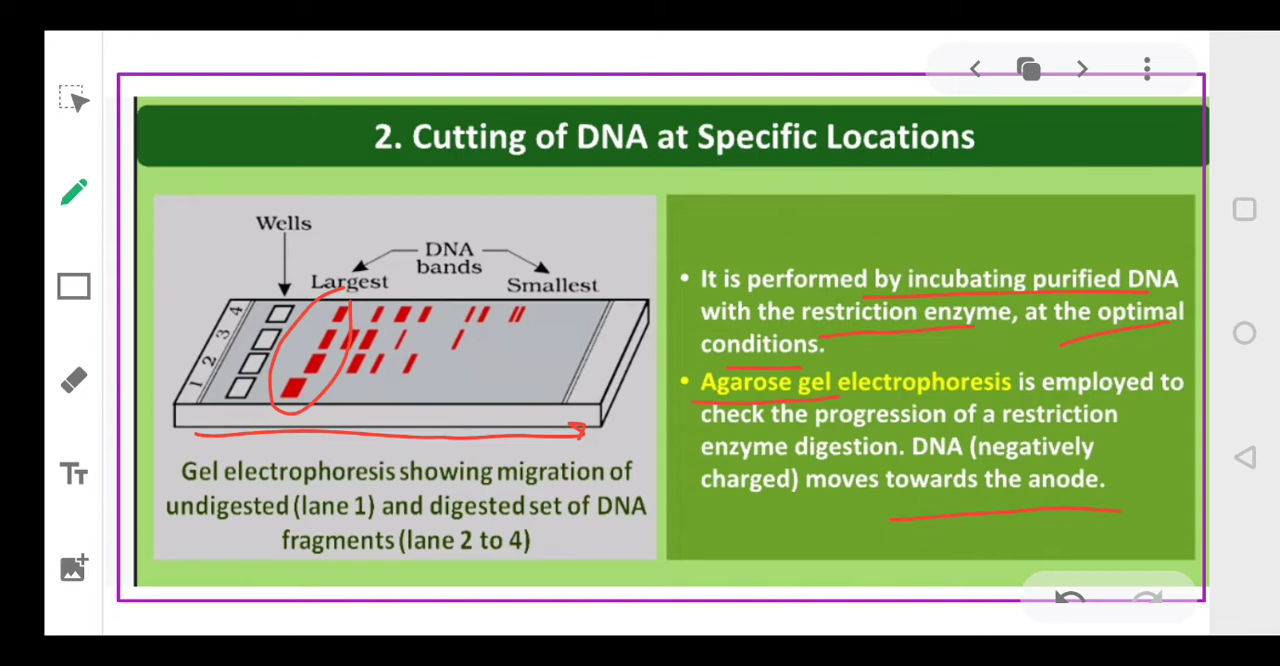 2. Cutting of DNA at Specific Locations
Wells
DNA
bands
Largest
Smallest
4
3
2
1
Gel electrophoresis showing migration of
undigested (lane 1) and digested set of DNA
fragments (lane 2 to 4)
• It is performed by incubating purified DNA
with the restriction enzyme, at the optimal
conditions.
• Agarose gel electrophoresis is employed to
check the progression of a restriction
enzyme digestion. DNA (negatively
charged) moves towards the anode.
TT